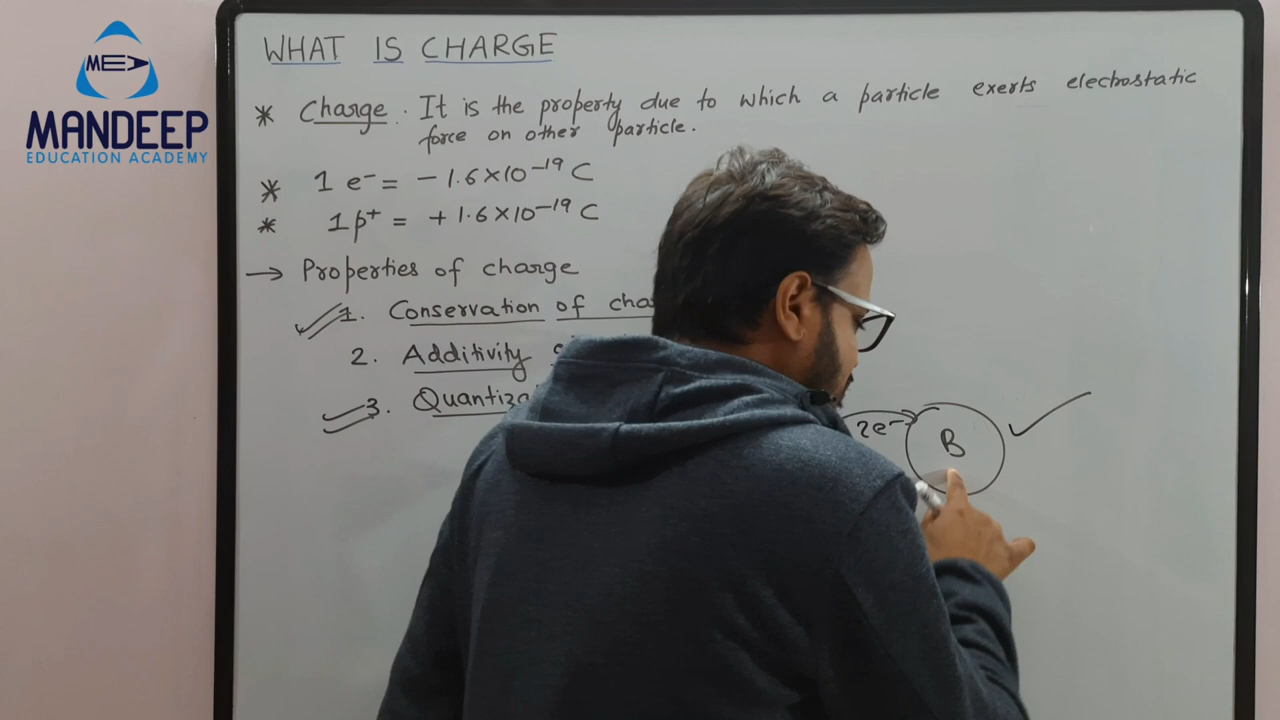 MED
MANDEEP
EDUCATION ACADEMY
WHAT IS CHARGE
* Charge. It is the property due to which a particle exerts electrostatic
force on other particle.
* 1 e⁻ = - 1.6×10⁻¹⁹ C
* 1p⁺ = + 1.6×10⁻¹⁹ C
→ Properties of charge
1. Conservation of cha
2. Additivity
3. Quantiza
2e⁻
B